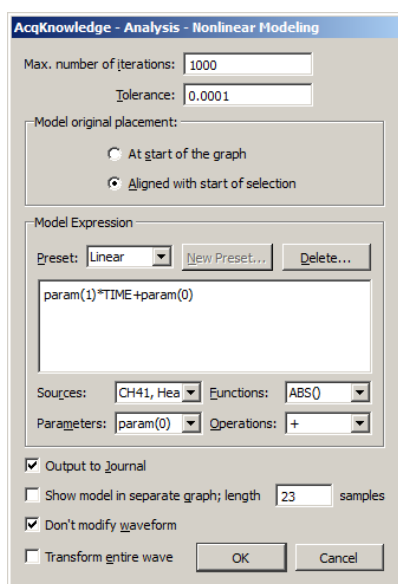 AcqKnowledge - Analysis - Nonlinear Modeling
Max. number of iterations: 1000
Tolerance: 0.0001
Model original placement:
At start of the graph
Aligned with start of selection
Model Expression
Preset: Linear New Preset... Delete...
param(1)*TIME+param(0)
Sources: CH41, Hea Functions: ABS()
Parameters: param(0) Operations: +
Output to Journal
Show model in separate graph; length 23 samples
Don't modify waveform
Transform entire wave OK Cancel